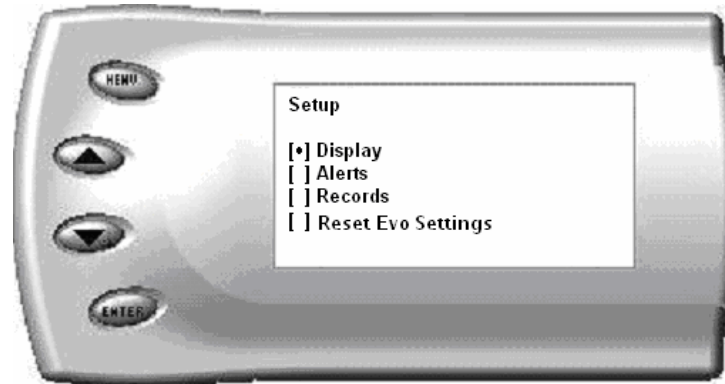 MENU
Setup
[•] Display
[ ] Alerts
[ ] Records
[ ] Reset Evo Settings
ENTER